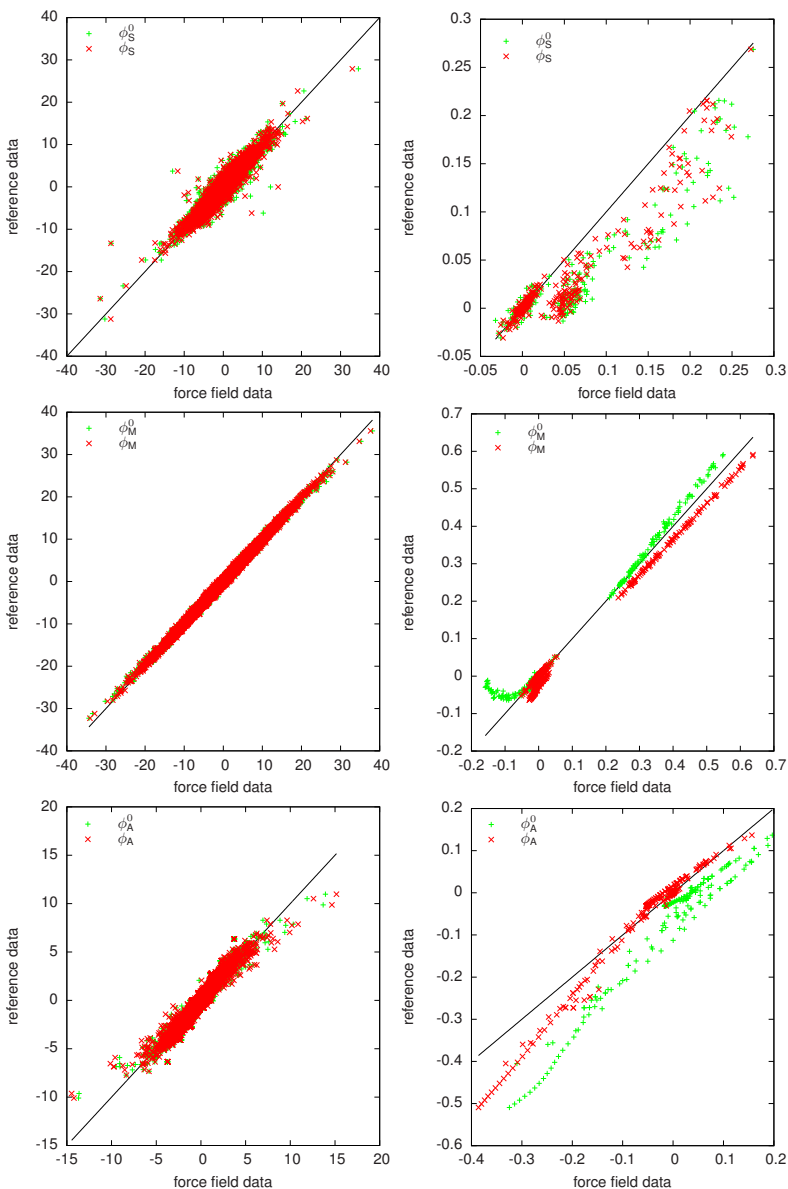 40
30
20
10
0
-10
-20
-30
40
-40 -30 -20 -10 0 10 20 30 40
force field data
reference data
ϕ_S^0
ϕ_S
0.3
0.25
0.2
0.15
0.1
0.05
0
-0.05
-0.05 0 0.05 0.1 0.15 0.2 0.25 0.3
force field data
reference data
ϕ_S^0
ϕ_S
40
30
20
10
0
-10
-20
-30
-40
-40 -30 -20 -10 0 10 20 30 40
force field data
reference data
ϕ_M^0
ϕ_M
0.7
0.6
0.5
0.4
0.3
0.2
0.1
0
-0.1
-0.2
-0.2 -0.1 0 0.1 0.2 0.3 0.4 0.5 0.6 0.7
force field data
reference data
ϕ_M^0
ϕ_M
20
15
10
5
0
-5
-10
-15
-15 -10 -5 0 5 10 15 20
force field data
reference data
ϕ_A^0
ϕ_A
0.2
0.1
0
-0.1
-0.2
-0.3
-0.4
-0.5
-0.6
-0.4 -0.3 -0.2 -0.1 0 0.1 0.2
force field data
reference data
ϕ_A^0
ϕ_A